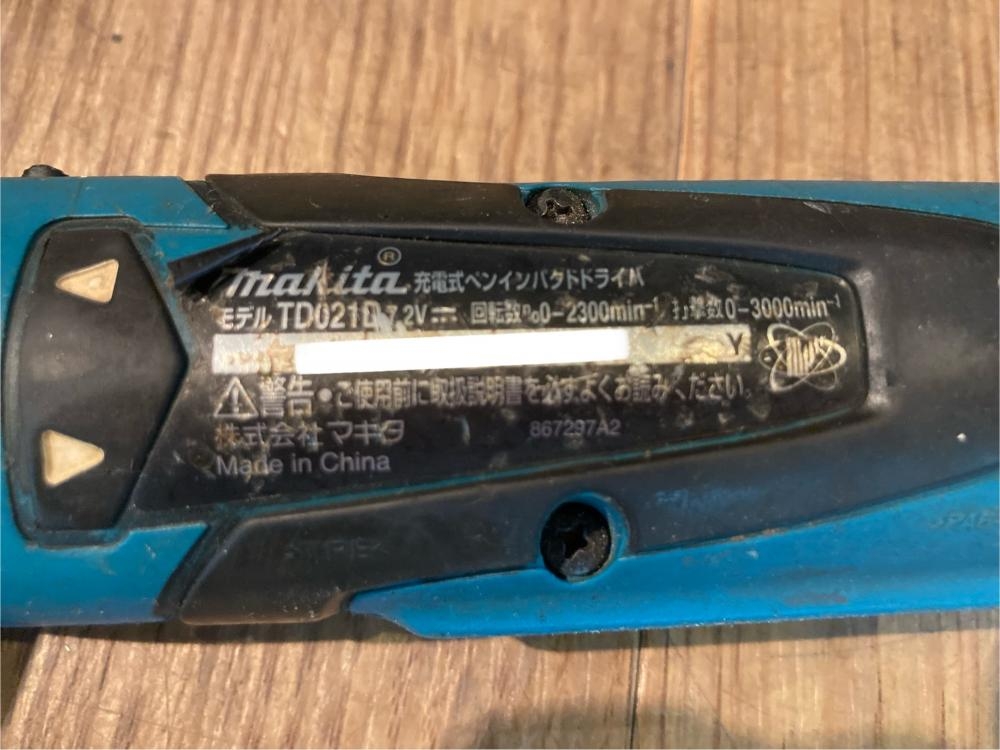 makita® 充電式ペンインパクトドライバ
モデル TD021D 7.2V⎓ 回転数n₀0-2300min⁻¹ 打撃数0-3000min⁻¹
Y
⚠警告•ご使用前に取扱説明書を必ずよくお読みください。
株式会社 マキタ 867297A2
Made in China